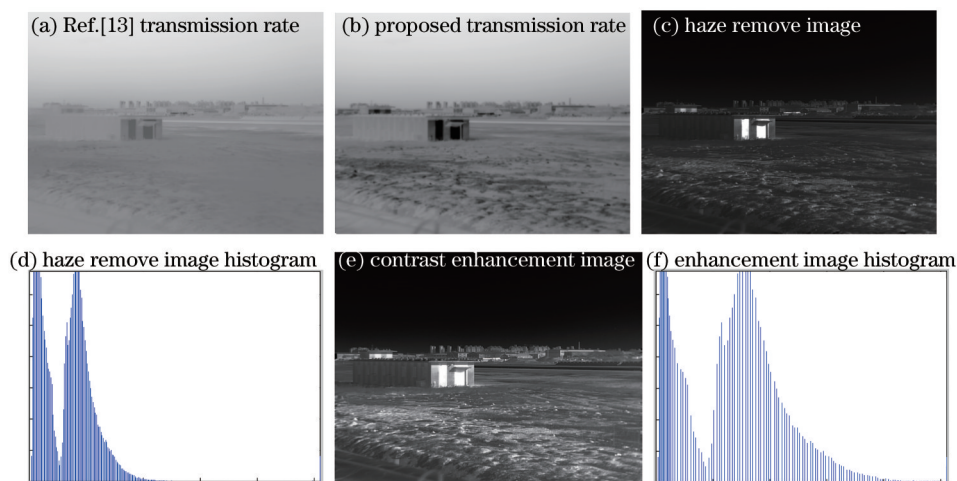 (a) Ref.[13] transmission rate
(b) proposed transmission rate
(c) haze remove image
(d) haze remove image histogram
(e) contrast enhancement image
(f) enhancement image histogram